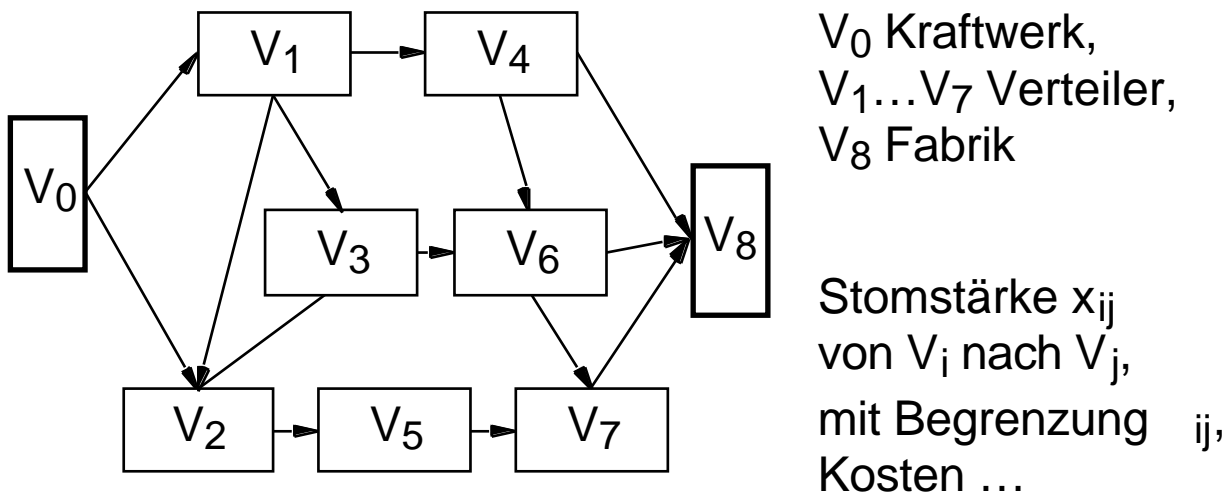 V0
V1
V4
V3
V6
V8
V2
V5
V7
V0 Kraftwerk,
V1...V7 Verteiler,
V8 Fabrik
Stomstärke xij
von Vi nach Vj,
mit Begrenzung ij,
Kosten ...